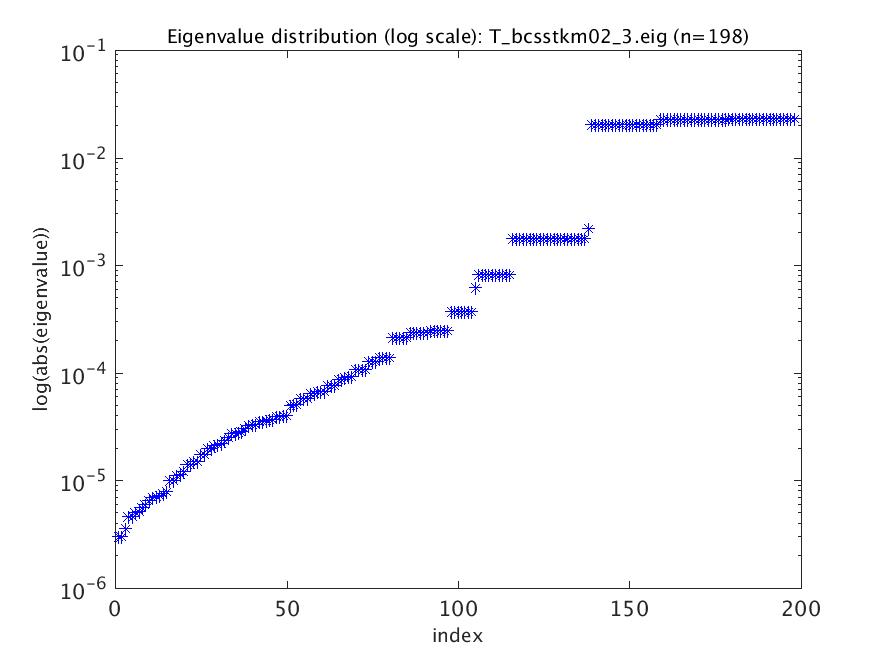 Eigenvalue distribution (log scale): T_bcsstkm02_3.eig (n=198)
10^-1
10^-2
10^-3
10^-4
10^-5
10^-6
log(abs(eigenvalue))
0 50 100 150 200
index